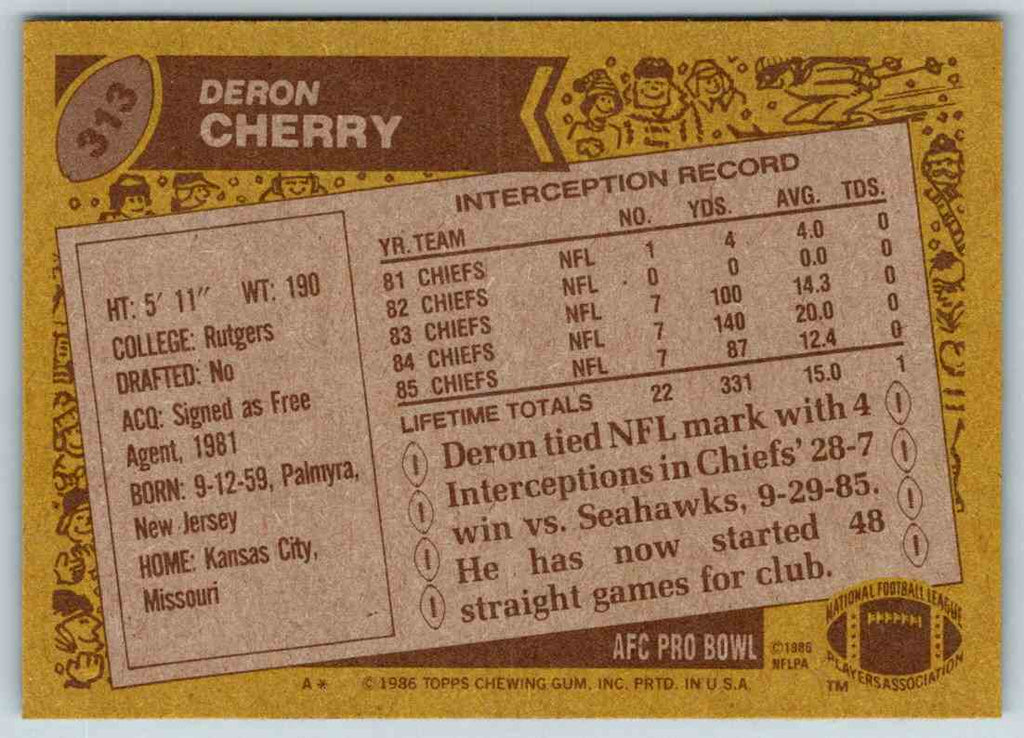 313
DERON
CHERRY
HT: 5′ 11″ WT: 190
COLLEGE: Rutgers
DRAFTED: No
ACQ: Signed as Free
Agent, 1981
BORN: 9-12-59, Palmyra,
New Jersey
HOME: Kansas City,
Missouri
INTERCEPTION RECORD
YR. TEAM NO. YDS. AVG. TDS.
81 CHIEFS NFL 1 4 4.0 0
82 CHIEFS NFL 0 0 0.0 0
83 CHIEFS NFL 7 100 14.3 0
84 CHIEFS NFL 7 140 20.0 0
85 CHIEFS NFL 7 87 12.4 0
LIFETIME TOTALS 22 331 15.0 1
Deron tied NFL mark with 4
Interceptions in Chiefs' 28-7
win vs. Seahawks, 9-29-85.
He has now started 48
straight games for club.
AFC PRO BOWL
©1986
NFLPA
NATIONAL FOOTBALL LEAGUE
PLAYERS ASSOCIATION
TM
A* © 1986 TOPPS CHEWING GUM, INC. PRTD. IN U.S.A.